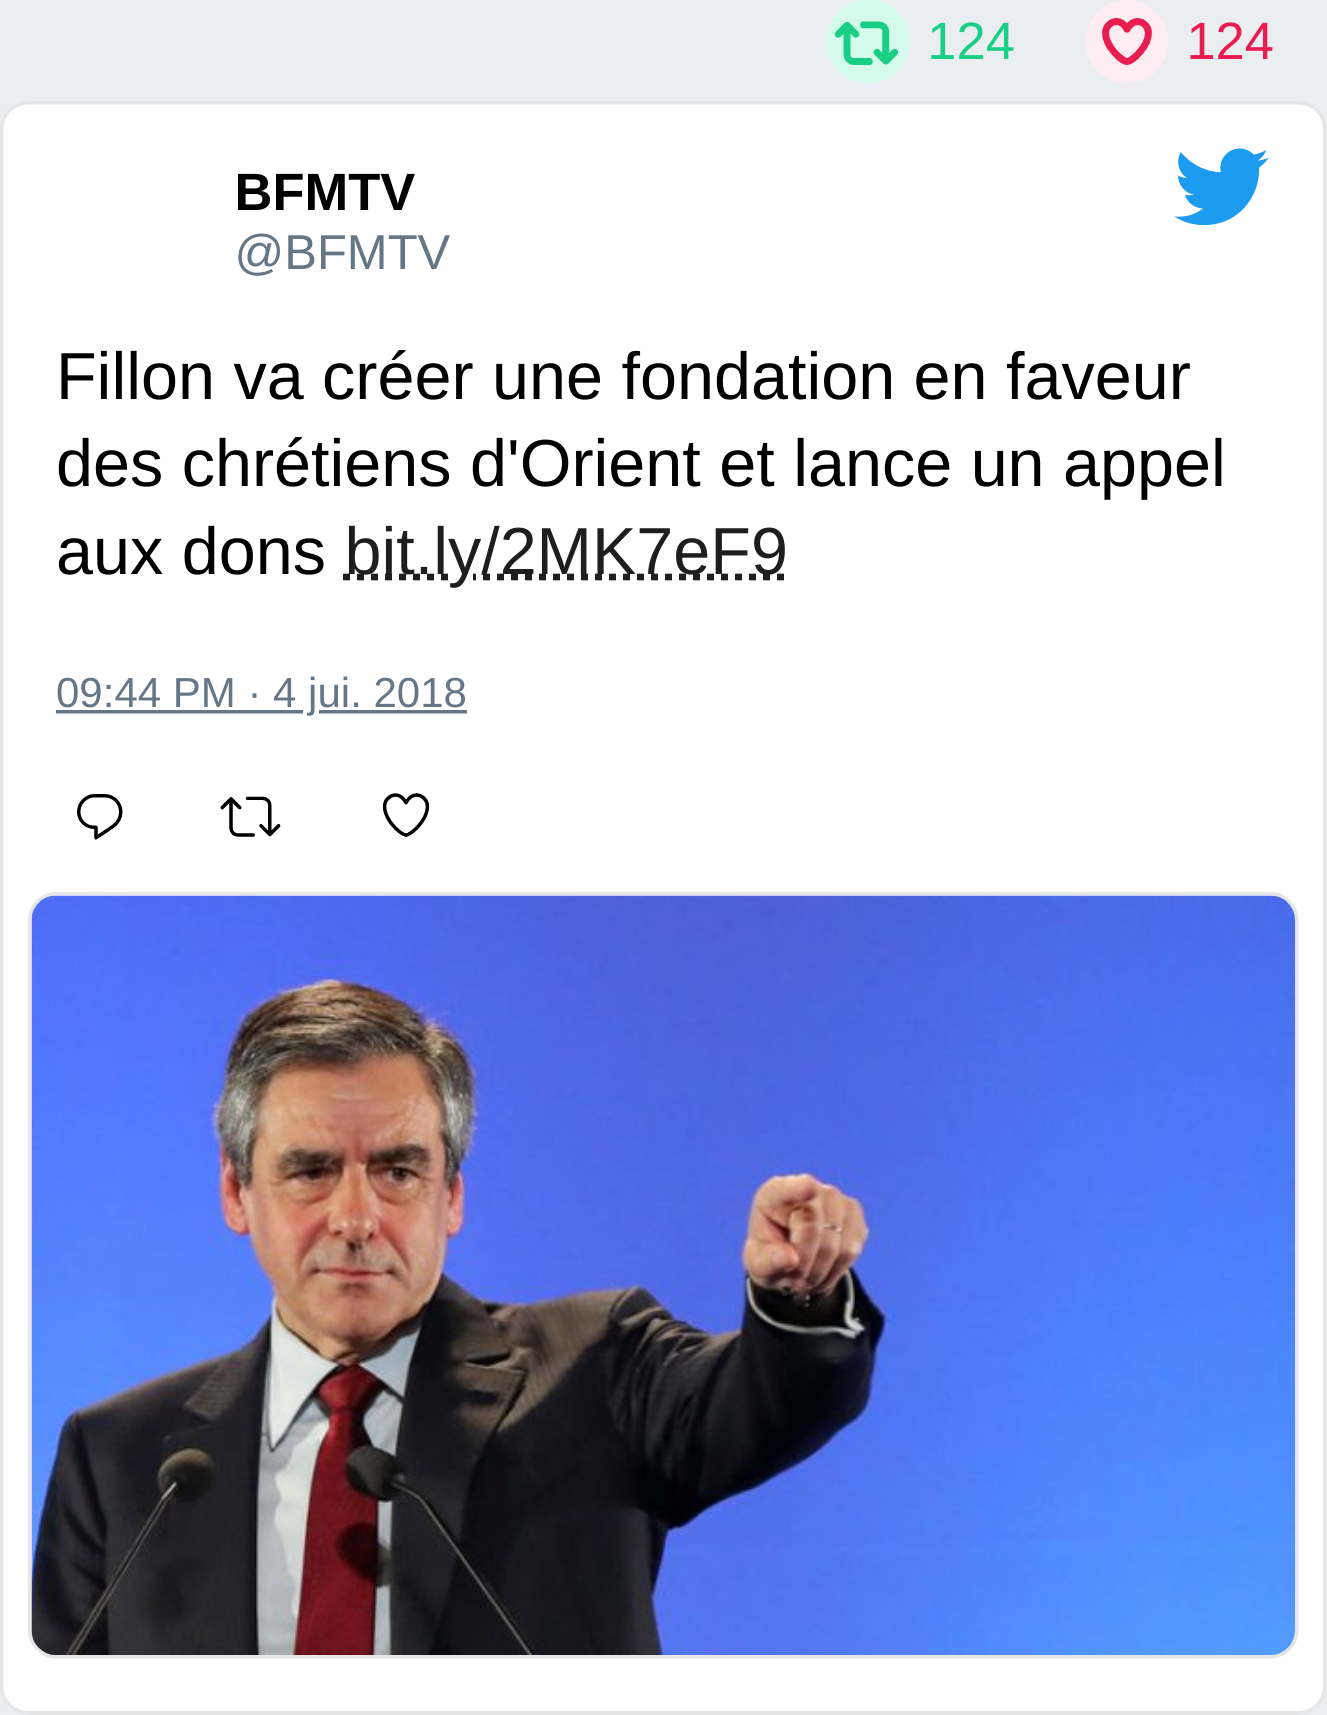 124 124
BFMTV
@BFMTV
Fillon va créer une fondation en faveur
des chrétiens d'Orient et lance un appel
aux dons bit.ly/2MK7eF9
09:44 PM · 4 jui. 2018